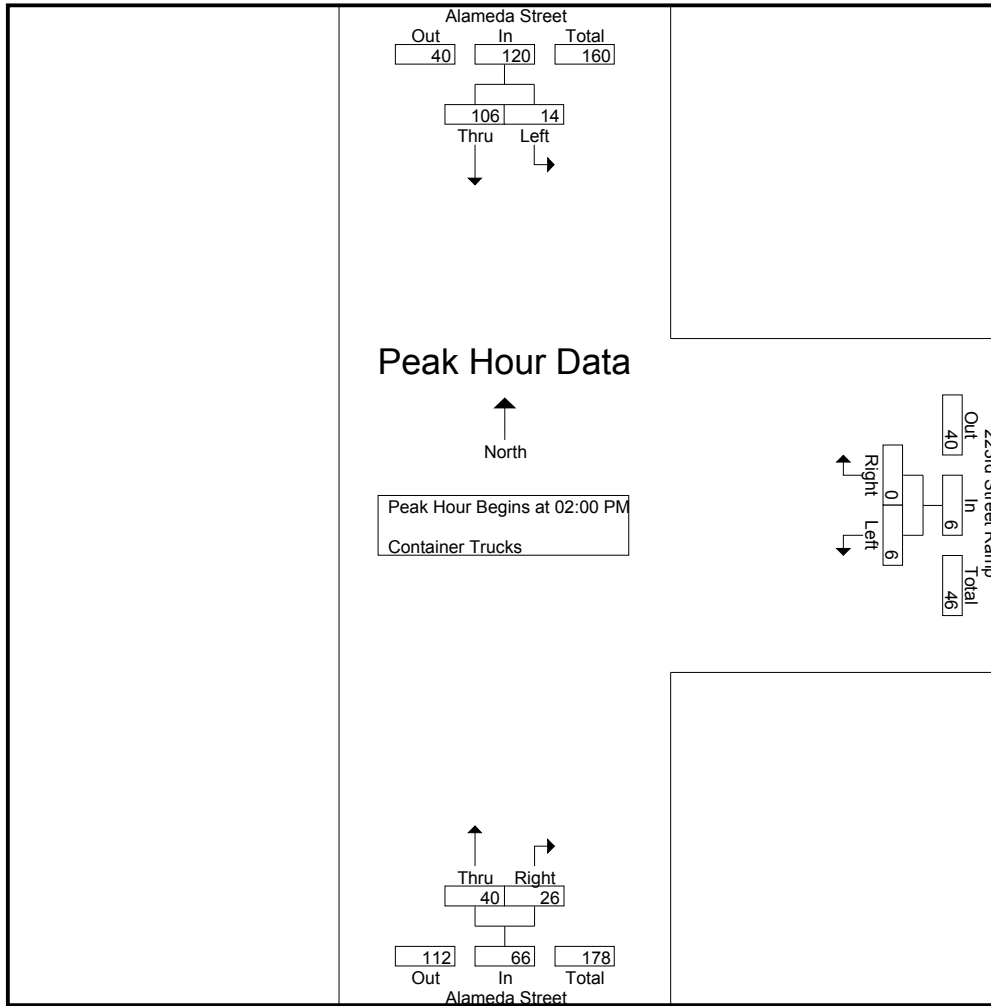 Alameda Street
Out In Total
40 120 160
106 14
Thru Left
Peak Hour Data
North
Peak Hour Begins at 02:00 PM
Container Trucks
Street Ramp
Out In Total
40 6 46
Right Left
0 6
Thru Right
40 26
112 66 178
Out In Total
Alameda Street